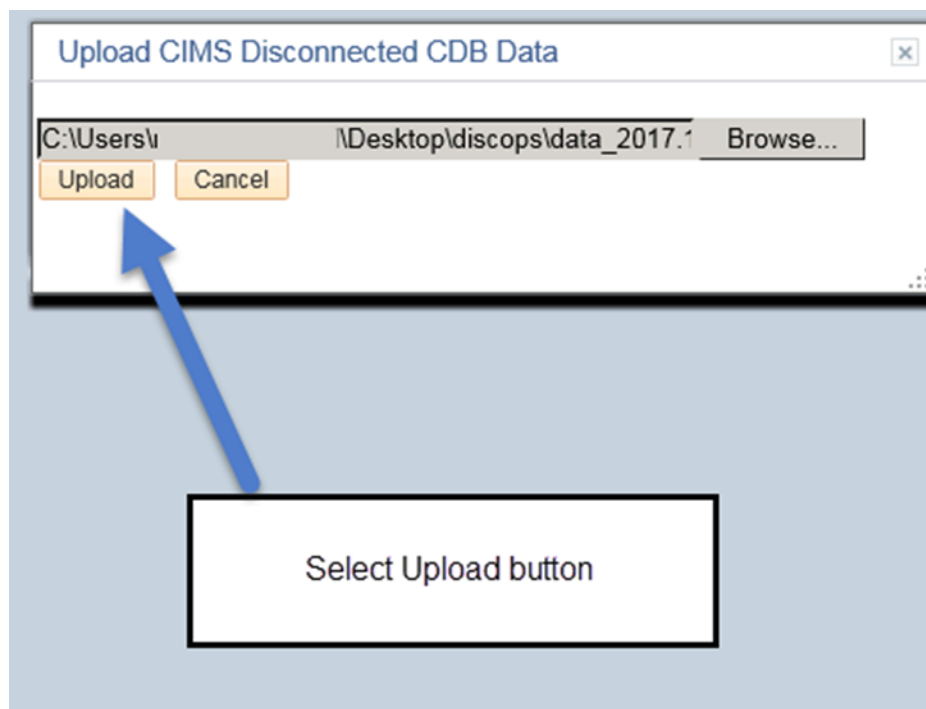 Upload CIMS Disconnected CDB Data
C:\Users\ \Desktop\discops\data_2017.1 Browse...
Upload Cancel
Select Upload button